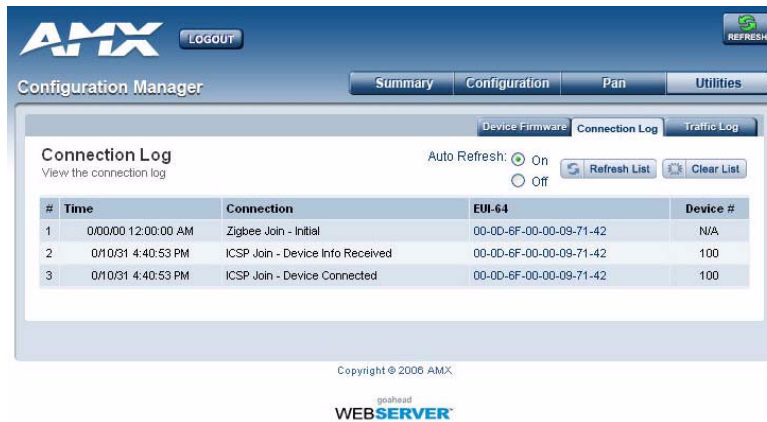 AMX LOGOUT REFRESH
Configuration Manager Summary Configuration Pan Utilities
Device Firmware Connection Log Traffic Log
Connection Log
View the connection log
Auto Refresh: On
Off
Refresh List Clear List
# Time Connection EUI-64 Device #
1 0/00/00 12:00:00 AM Zigbee Join - Initial 00-0D-6F-00-00-09-71-42 N/A
2 0/10/31 4:40:53 PM ICSP Join - Device Info Received 00-0D-6F-00-00-09-71-42 100
3 0/10/31 4:40:53 PM ICSP Join - Device Connected 00-0D-6F-00-00-09-71-42 100
Copyright © 2006 AMX
goahead
WEBSERVER